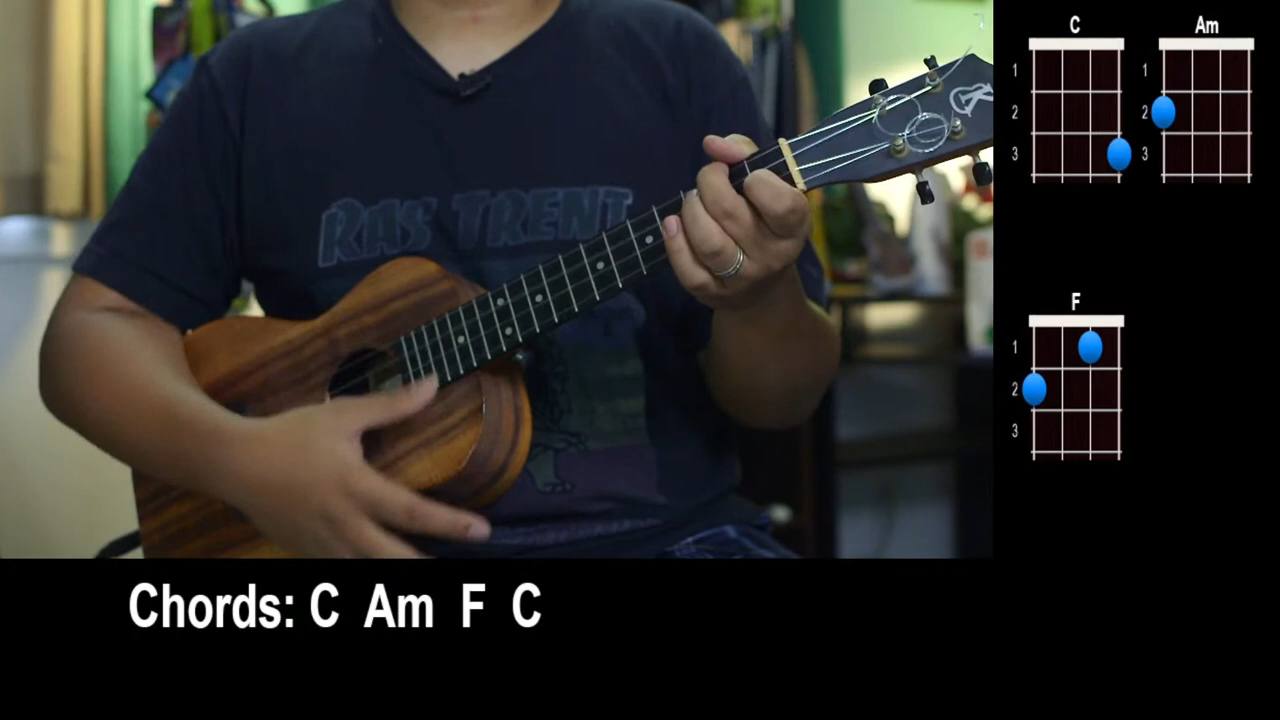 RAS TRENT
C Am
1 1
2 2
3 3
F
1
2
3
Chords: C Am F C